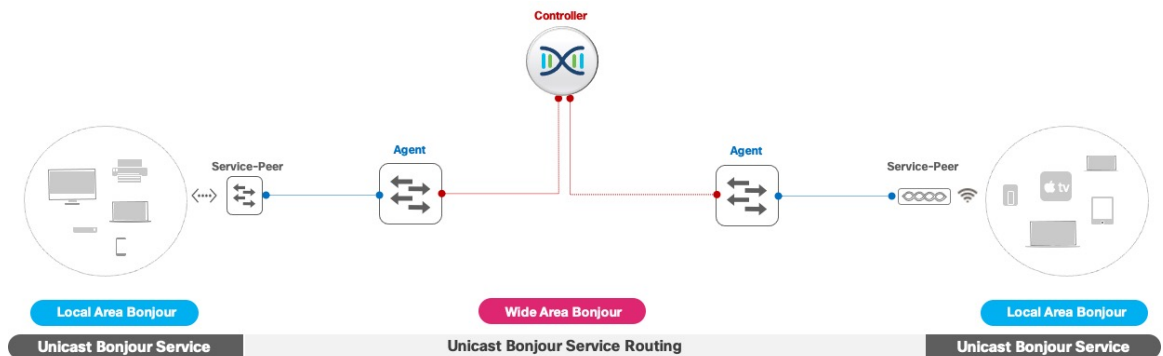 Controller
Agent
Agent
Service-Peer
Service-Peer
tv
Local Area Bonjour
Wide Area Bonjour
Local Area Bonjour
Unicast Bonjour Service
Unicast Bonjour Service Routing
Unicast Bonjour Service